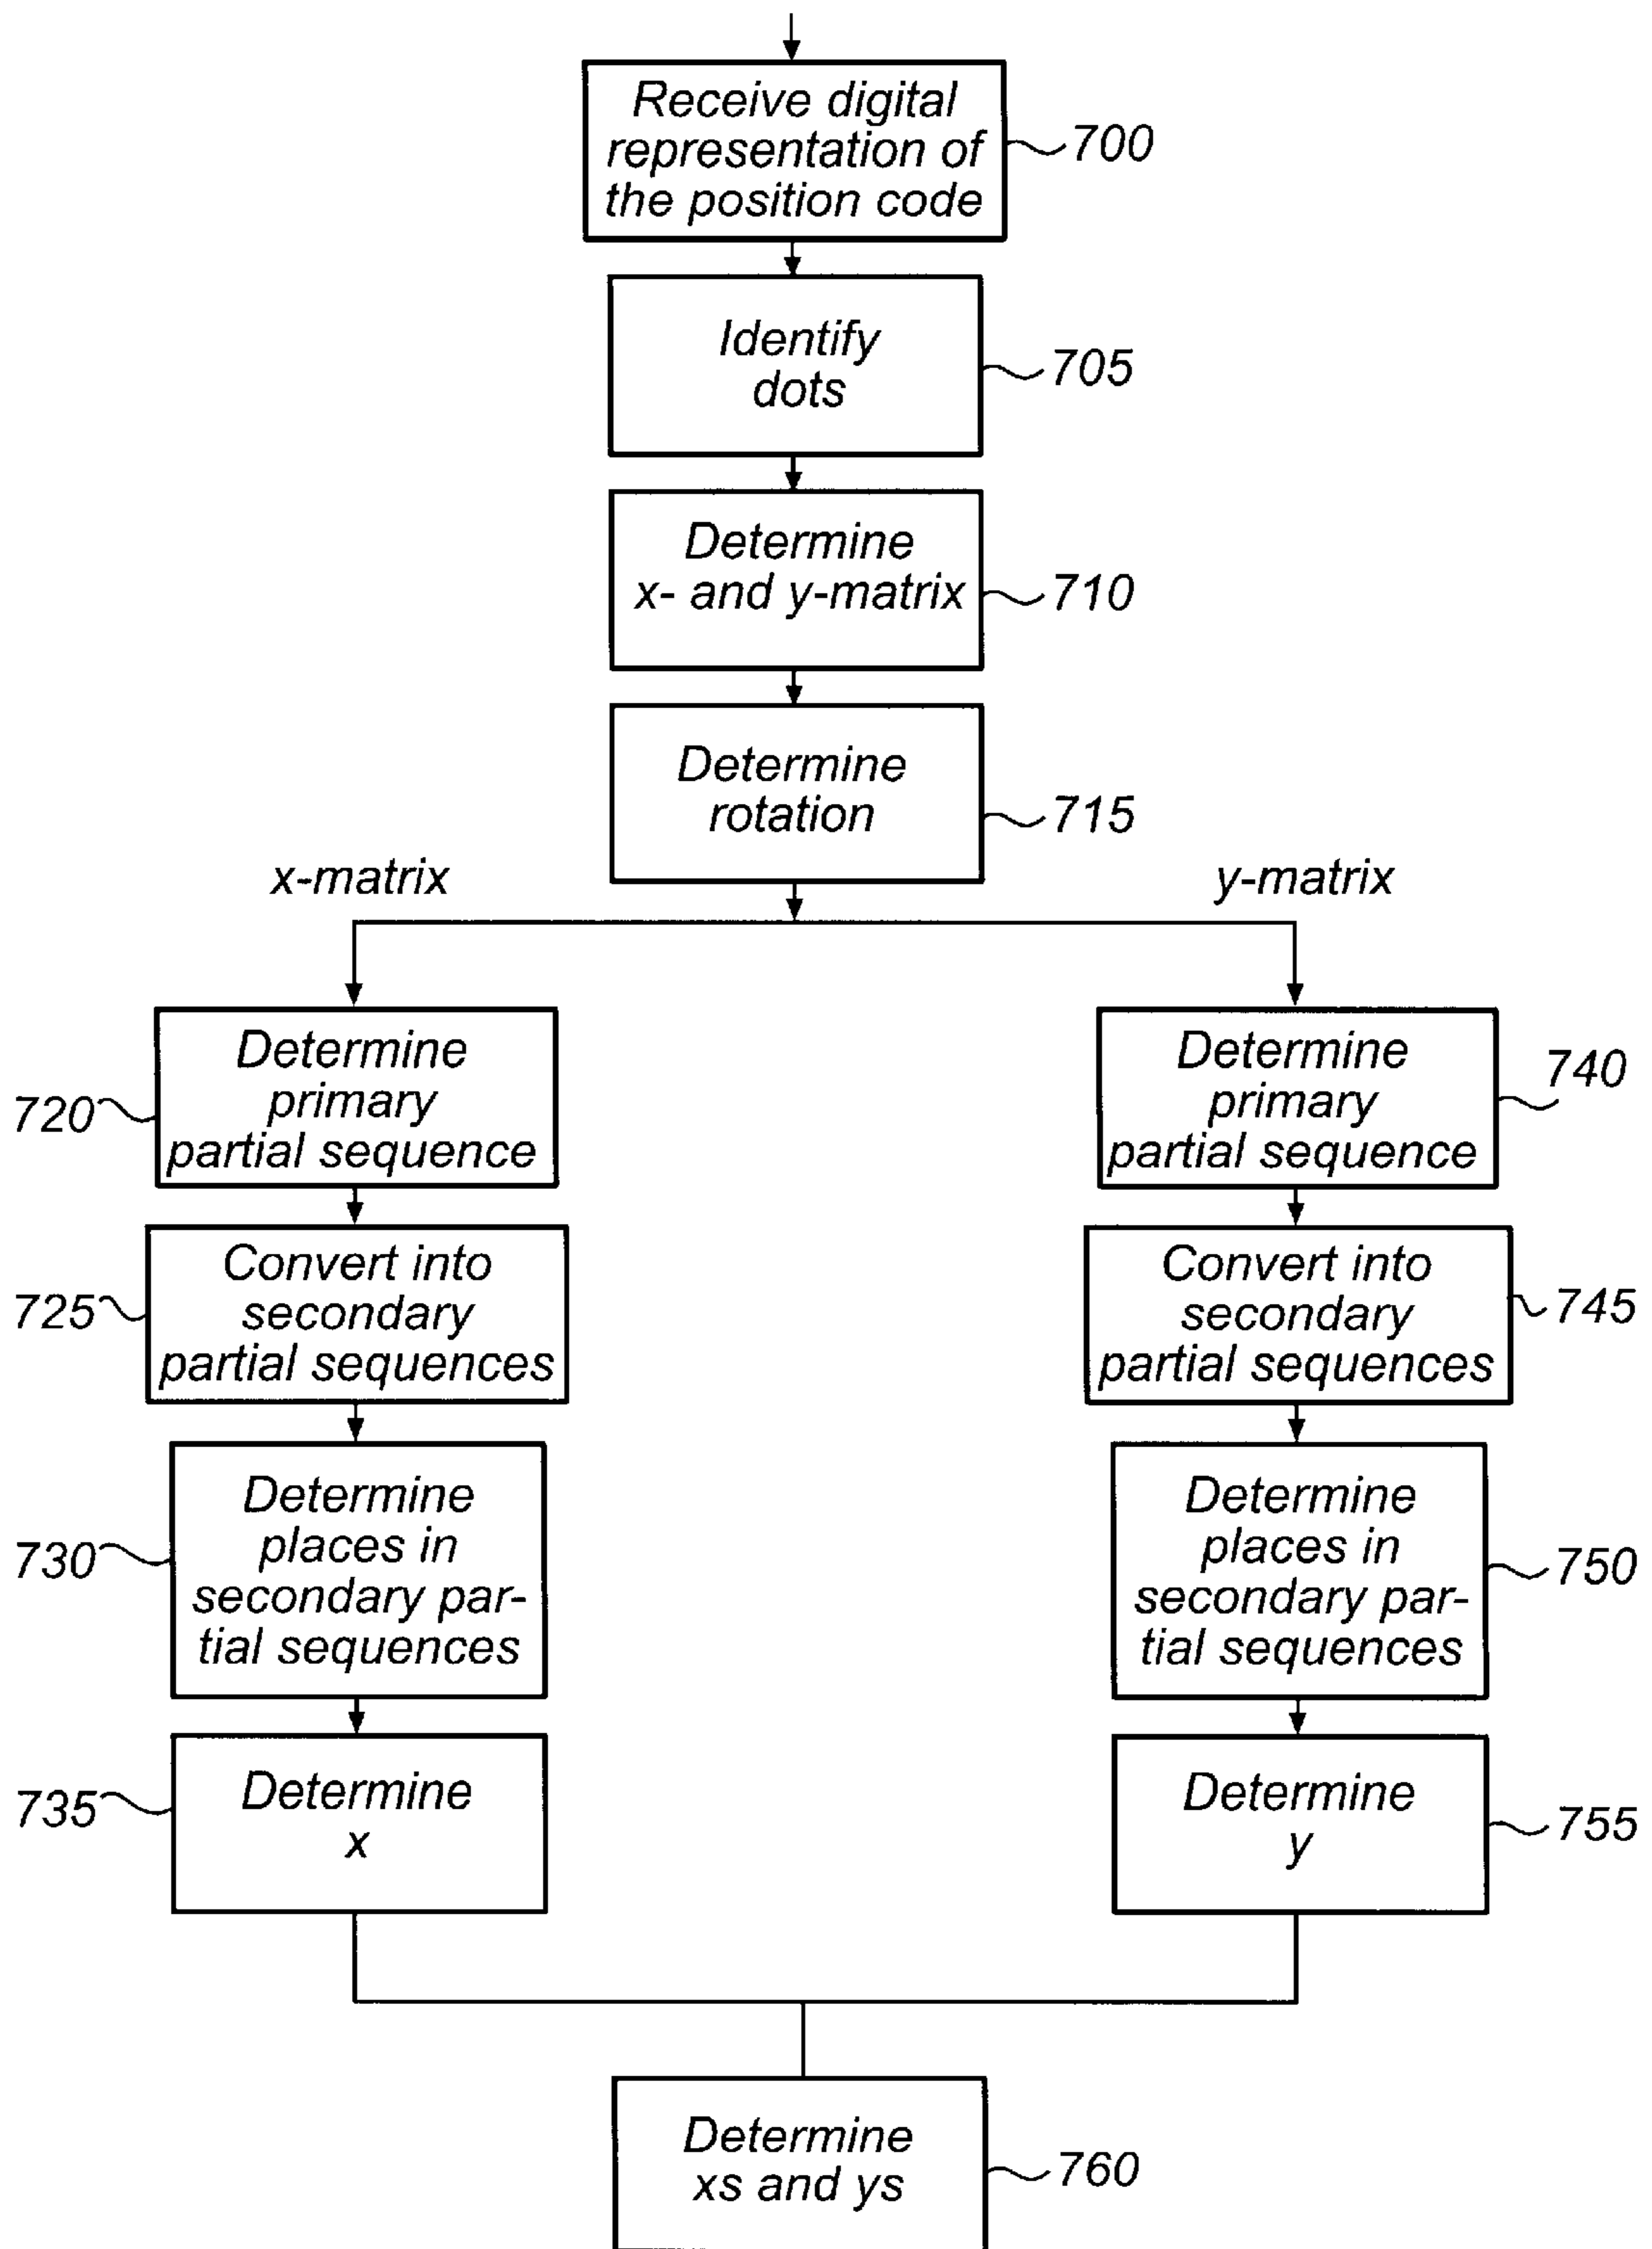 Receive digital
representation of
the position code
700
Identify
dots
705
Determine
x- and y-matrix
710
Determine
rotation
715
x-matrix
y-matrix
Determine
primary
partial sequence
720
Convert into
secondary
partial sequences
725
Determine
places in
secondary par-
tial sequences
730
Determine
x
735
Determine
primary
partial sequence
740
Convert into
secondary
partial sequences
745
Determine
places in
secondary par-
tial sequences
750
Determine
y
755
Determine
xs and ys
760